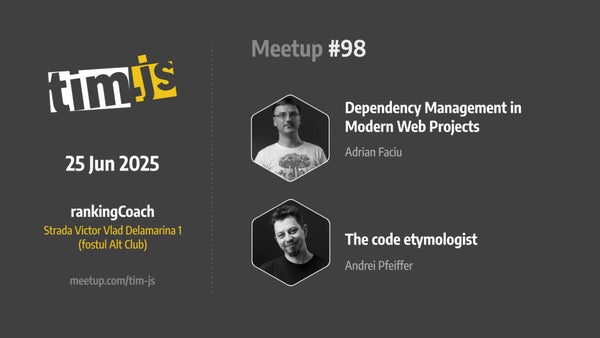 tim.js
25 Jun 2025
rankingCoach
Strada Victor Vlad Delamarina 1
(fostul Alt Club)
meetup.com/tim-js
Meetup #98
Dependency Management in
Modern Web Projects
Adrian Faciu
The code etymologist
Andrei Pfeiffer